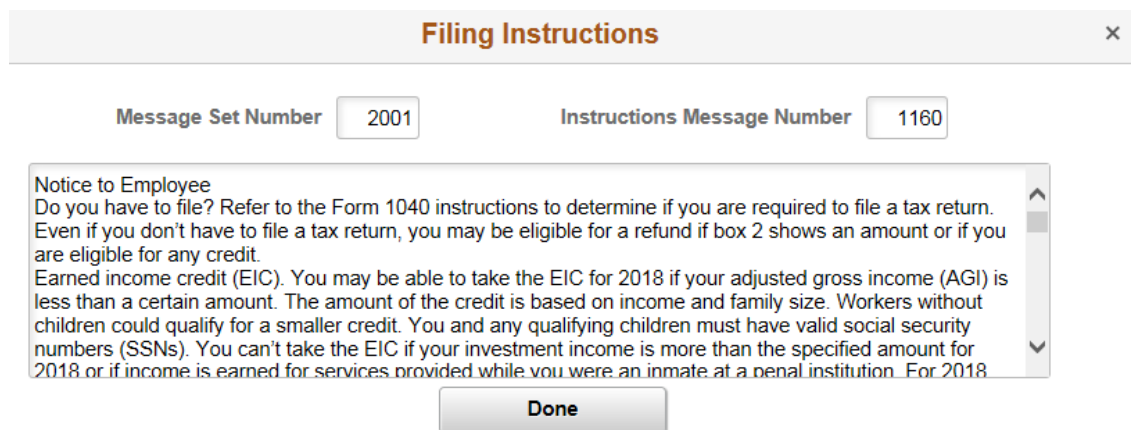 Filing Instructions ×
Message Set Number 2001 Instructions Message Number 1160
Notice to Employee
Do you have to file? Refer to the Form 1040 instructions to determine if you are required to file a tax return.
Even if you don't have to file a tax return, you may be eligible for a refund if box 2 shows an amount or if you
are eligible for any credit.
Earned income credit (EIC). You may be able to take the EIC for 2018 if your adjusted gross income (AGI) is
less than a certain amount. The amount of the credit is based on income and family size. Workers without
children could qualify for a smaller credit. You and any qualifying children must have valid social security
numbers (SSNs). You can't take the EIC if your investment income is more than the specified amount for
2018 or if income is earned for services provided while you were an inmate at a penal institution. For 2018
Done